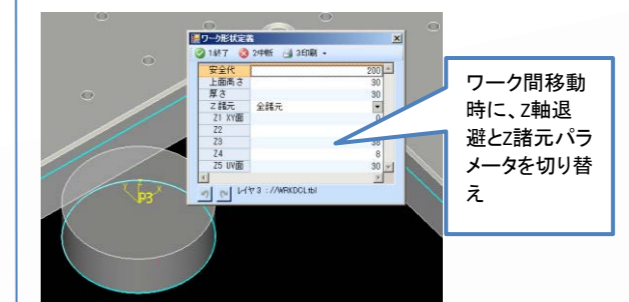 ワーク形状定義
1終了 2中断 3印刷
安全代 200
上面高さ 30
厚さ 30
Z諸元 全諸元
Z1 XY面 0
Z2
Z3 38
Z4 8
Z5 UV面 30
レイヤ3 ://WRKDCL.tbl
P3
ワーク間移動
時に、Z軸退
避とZ諸元パラ
メータを切り替
え